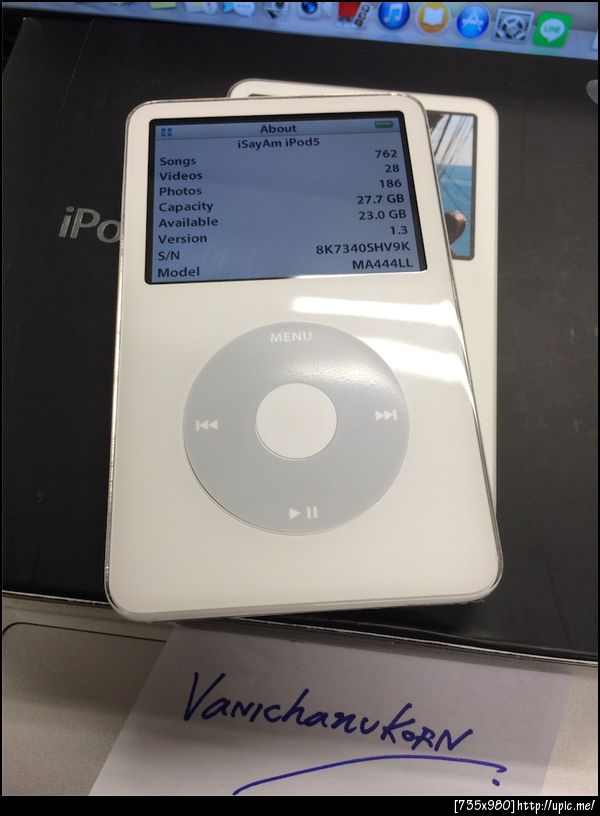 LINE
iPo
About
iSayAm iPod5
Songs 762
Videos 28
Photos 186
Capacity 27.7 GB
Available 23.0 GB
Version 1.3
S/N 8K7340SHV9K
Model MA444LL
MENU
VanichanuKORN
[735x980]http://upic.me/